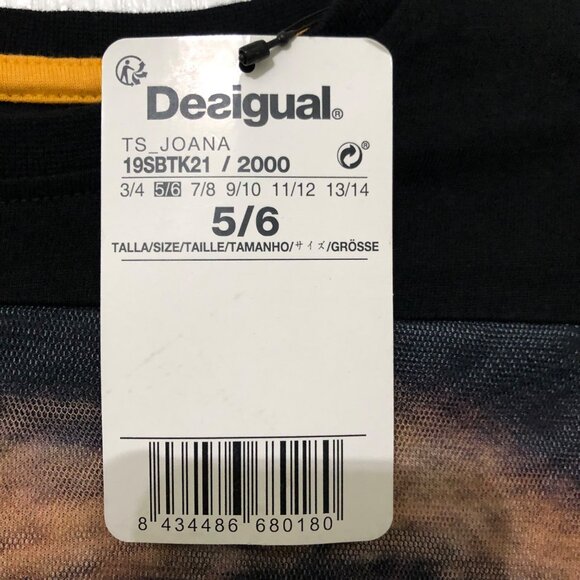 Desigual®
TS_JOANA
19SBTK21 / 2000
®
3/4 5/6 7/8 9/10 11/12 13/14
5/6
TALLA/SIZE/TAILLE/TAMANHO/サイズ/GRÖSSE
8 434486 680180